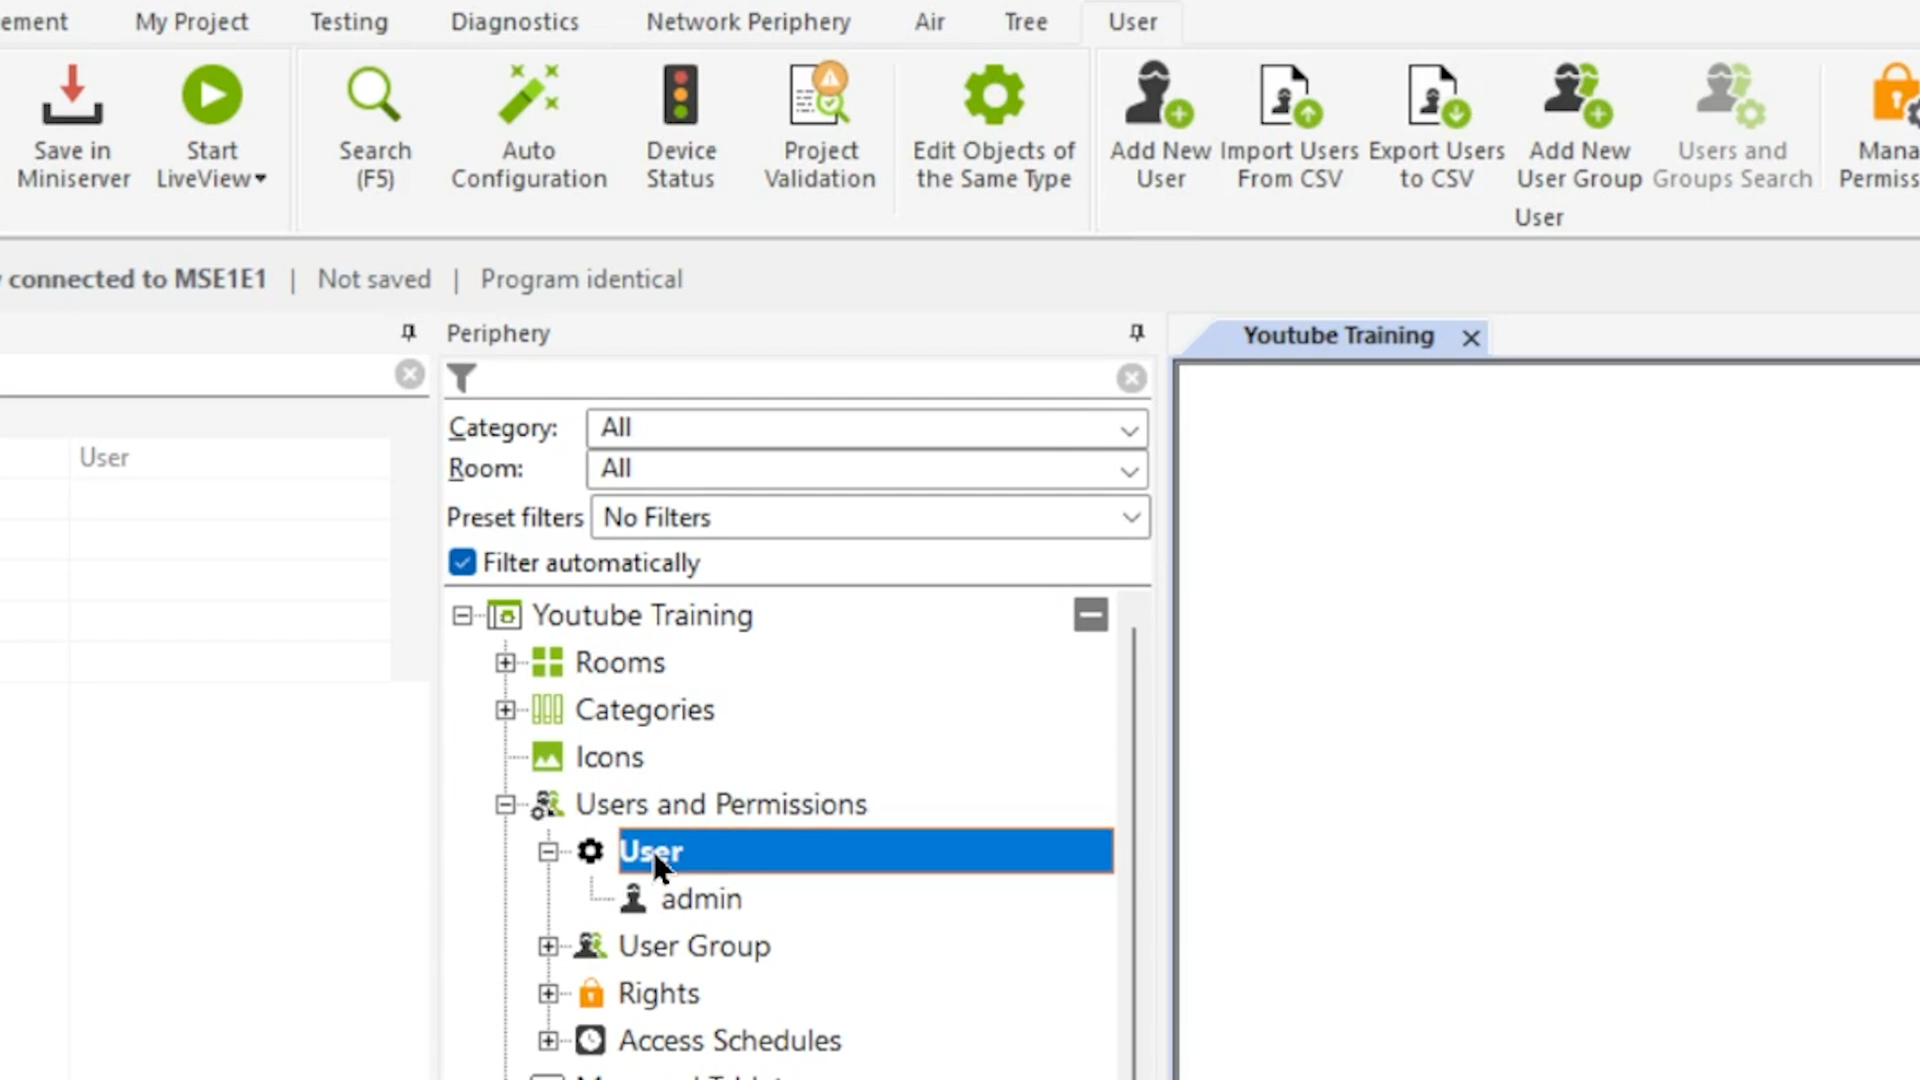 ement My Project Testing Diagnostics Network Periphery Air Tree User
Save in Miniserver
Start LiveView
Search (F5)
Auto Configuration
Device Status
Project Validation
Edit Objects of the Same Type
Add New User
Import Users From CSV
Export Users to CSV
Add New User Group
Users and Groups Search
Mana
Permiss
User
connected to MSE1E1 | Not saved | Program identical
Periphery
Youtube Training
Category: All
Room: All
Preset filters No Filters
Filter automatically
User
Youtube Training
Rooms
Categories
Icons
Users and Permissions
User
admin
User Group
Rights
Access Schedules